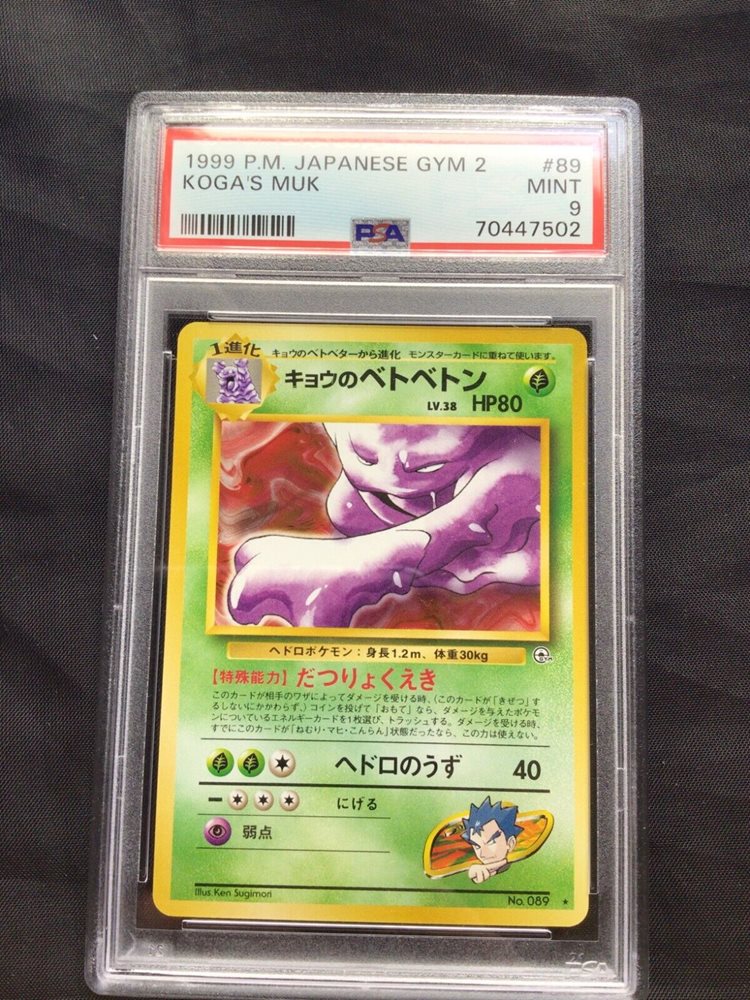 1999 P.M. JAPANESE GYM 2 #89
KOGA'S MUK MINT
9
PSA 70447502
1進化 キョウのベトベターから進化 モンスターカードに重ねて使います。
キョウのベトベトン
LV.38 HP80
ヘドロポケモン：身長1.2m、体重30kg
【特殊能力】だつりょくえき
このカードが相手のワザによってダメージを受ける時、（このカードが「きぜつ」す
るしないにかかわらず、）コインを投げて「おもて」なら、ダメージを与えたポケモ
ンについているエネルギーカードを1枚選び、トラッシュする。ダメージを受ける時、
すでにこのカードが「ねむり・マヒ・こんらん」状態だったなら、この力は使えない。
ヘドロのうず 40
にげる
弱点
Illus. Ken Sugimori
No. 089 ★